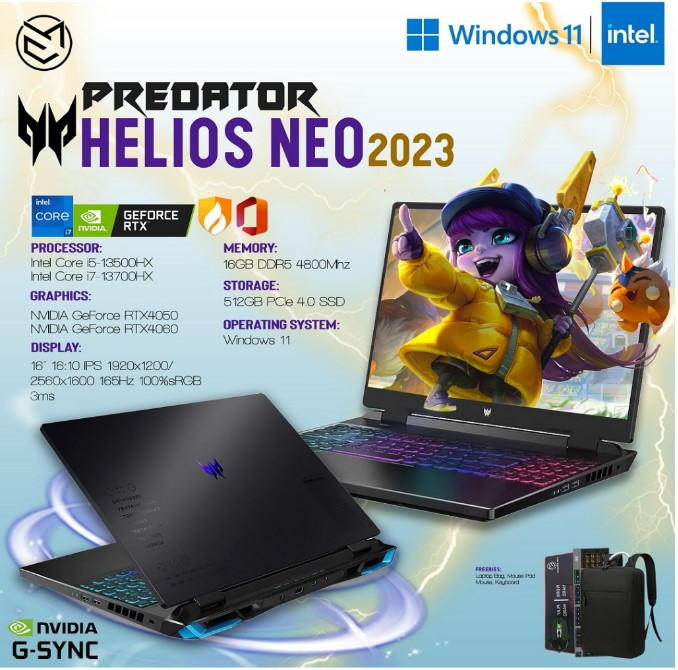 Windows 11
intel.
PREDATOR
HELIOS NEO 2023
intel.
CORE
i7
NVIDIA.
GEFORCE
RTX
PROCESSOR:
Intel Core i5-13500HX
Intel Core i7-13700HX
GRAPHICS:
NVIDIA GeForce RTX4050
NVIDIA GeForce RTX4060
DISPLAY:
16" 16:10 IPS 1920x1200/
2560x1600 165Hz 100%sRGB
3ms
MEMORY:
16GB DDR5 4800Mhz
STORAGE:
512GB PCIe 4.0 SSD
OPERATING SYSTEM:
Windows 11
FREEBIES:
Laptop Bag, Mouse Pad
Mouse, Keyboard
NVIDIA
G-SYNC